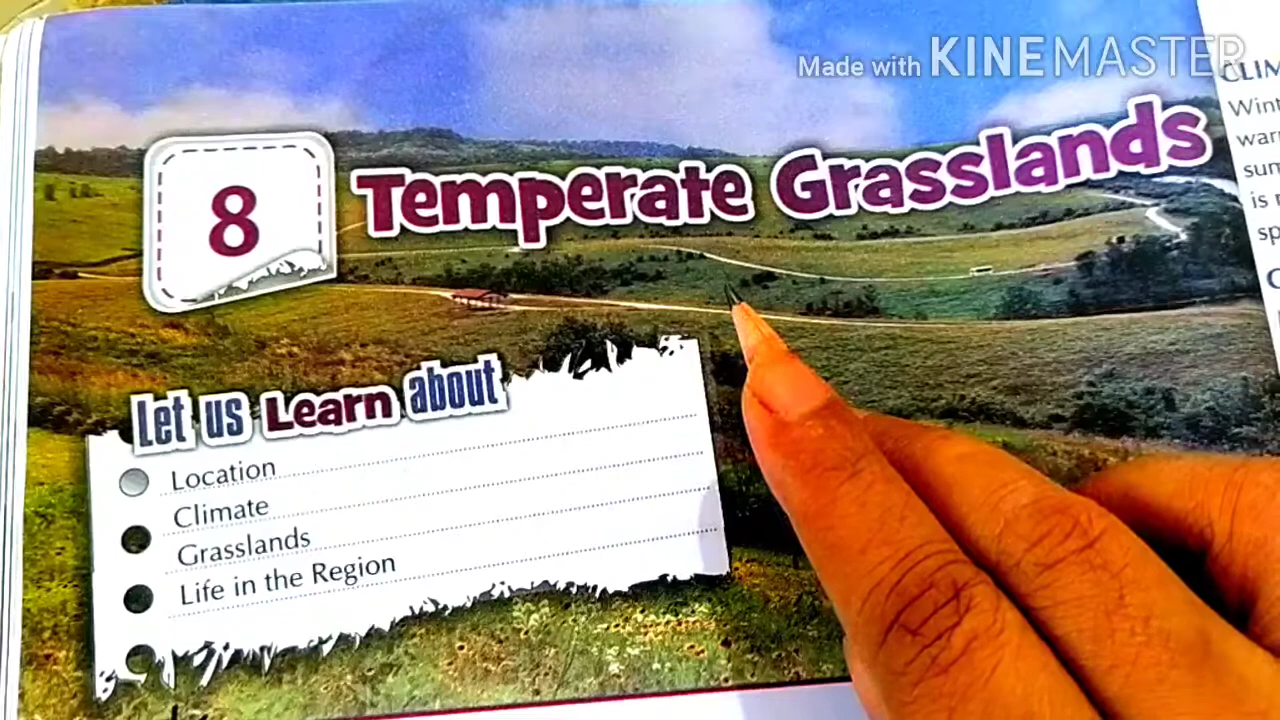 Made with KINEMASTER
8
Temperate Grasslands
Let us Learn about
Location
Climate
Grasslands
Life in the Region